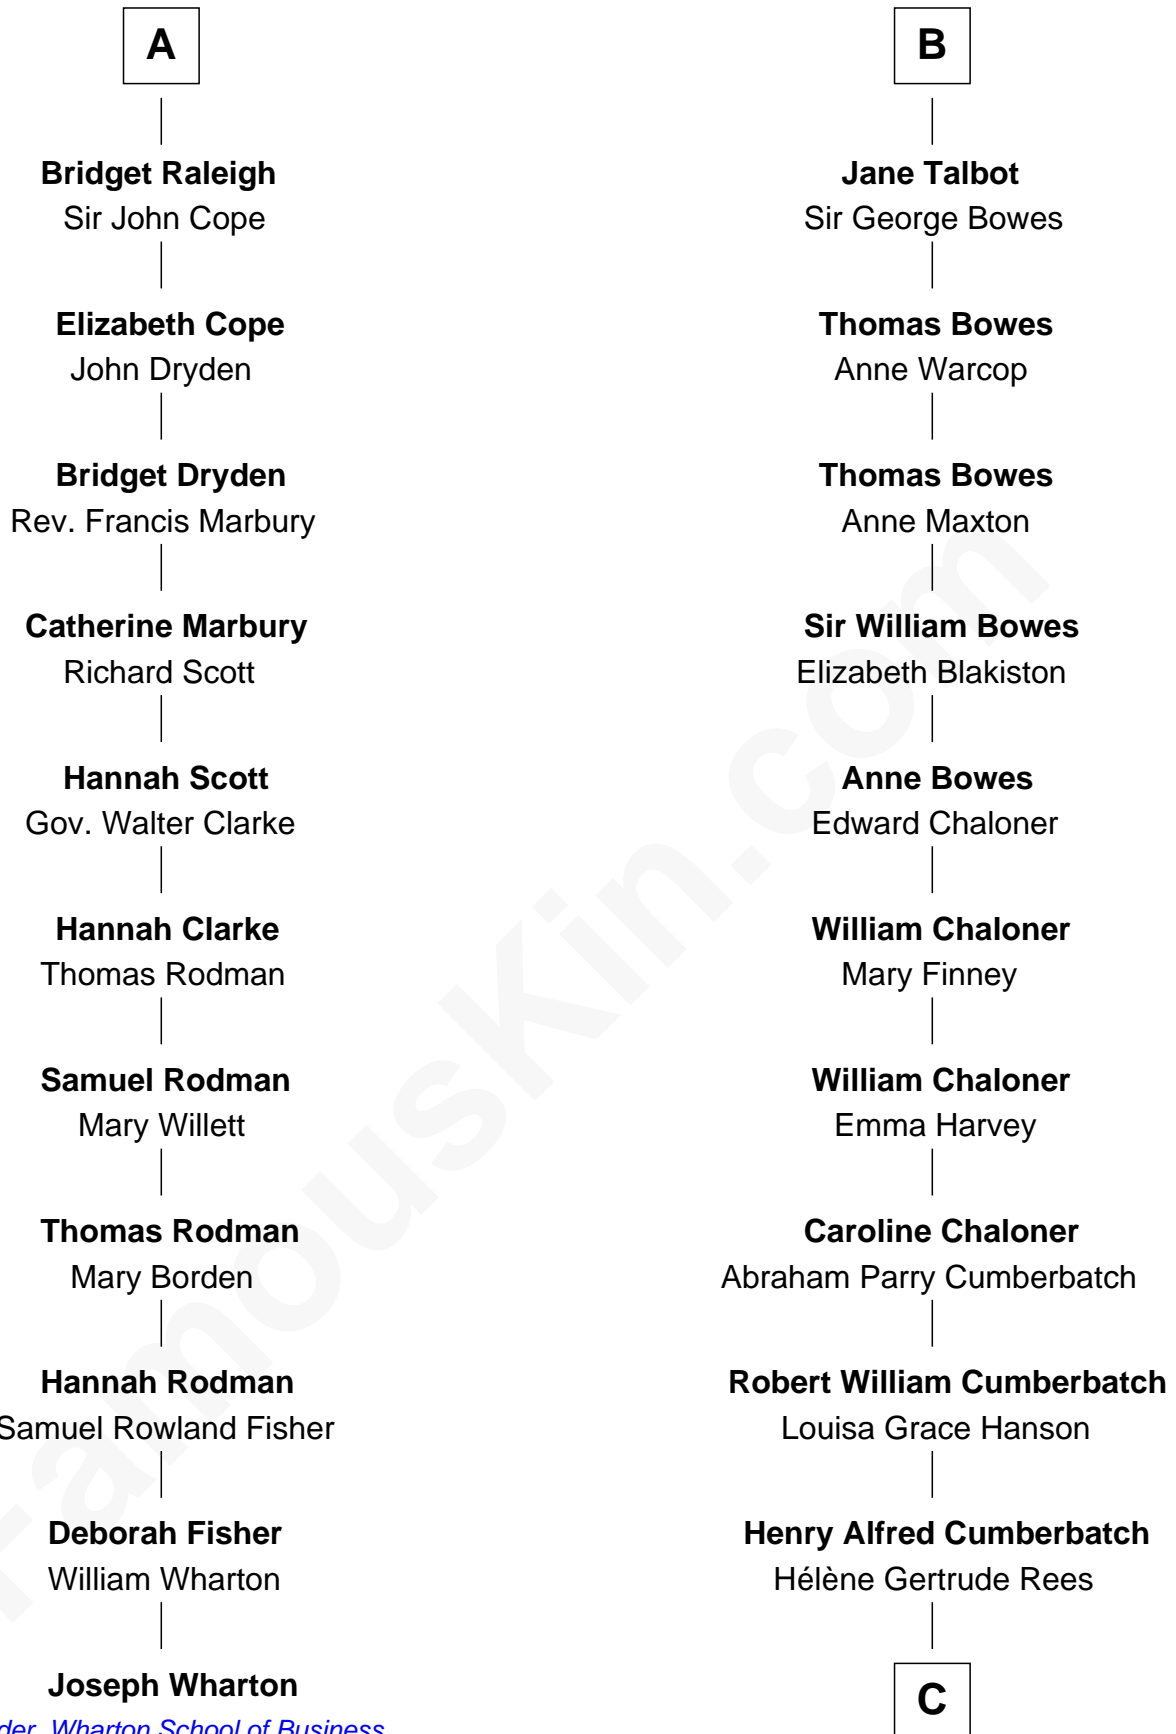 A
Bridget Raleigh
Sir John Cope
Elizabeth Cope
John Dryden
Bridget Dryden
Rev. Francis Marbury
Catherine Marbury
Richard Scott
Hannah Scott
Gov. Walter Clarke
Hannah Clarke
Thomas Rodman
Samuel Rodman
Mary Willett
Thomas Rodman
Mary Borden
Hannah Rodman
Samuel Rowland Fisher
Deborah Fisher
William Wharton
Joseph Wharton
Wharton School of Business
B
Jane Talbot
Sir George Bowes
Thomas Bowes
Anne Warcop
Thomas Bowes
Anne Maxton
Sir William Bowes
Elizabeth Blakiston
Anne Bowes
Edward Chaloner
William Chaloner
Mary Finney
William Chaloner
Emma Harvey
Caroline Chaloner
Abraham Parry Cumberbatch
Robert William Cumberbatch
Louisa Grace Hanson
Henry Alfred Cumberbatch
Hélène Gertrude Rees
C
FamousKin.com